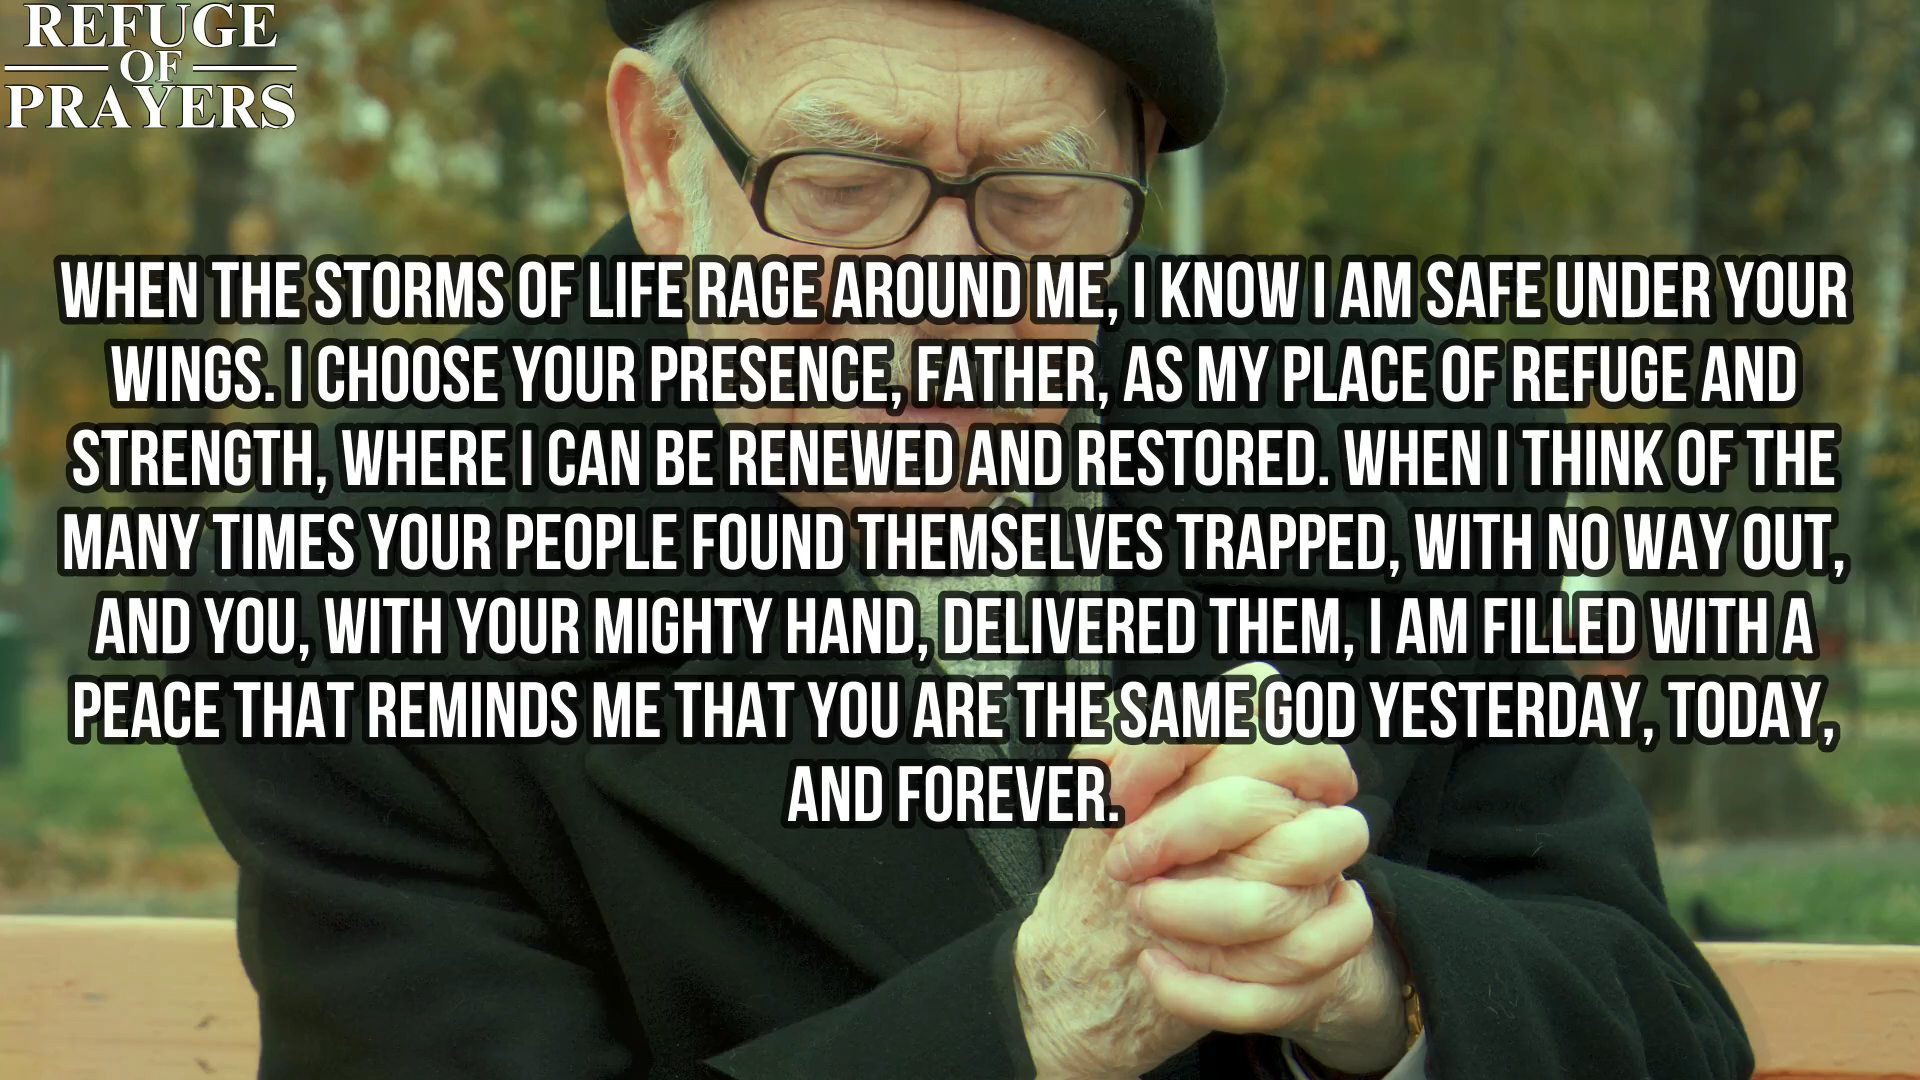 REFUGE
OF
PRAYERS
WHEN THE STORMS OF LIFE RAGE AROUND ME, I KNOW I AM SAFE UNDER YOUR
WINGS. I CHOOSE YOUR PRESENCE, FATHER, AS MY PLACE OF REFUGE AND
STRENGTH, WHERE I CAN BE RENEWED AND RESTORED. WHEN I THINK OF THE
MANY TIMES YOUR PEOPLE FOUND THEMSELVES TRAPPED, WITH NO WAY OUT,
AND YOU, WITH YOUR MIGHTY HAND, DELIVERED THEM, I AM FILLED WITH A
PEACE THAT REMINDS ME THAT YOU ARE THE SAME GOD YESTERDAY, TODAY,
AND FOREVER.